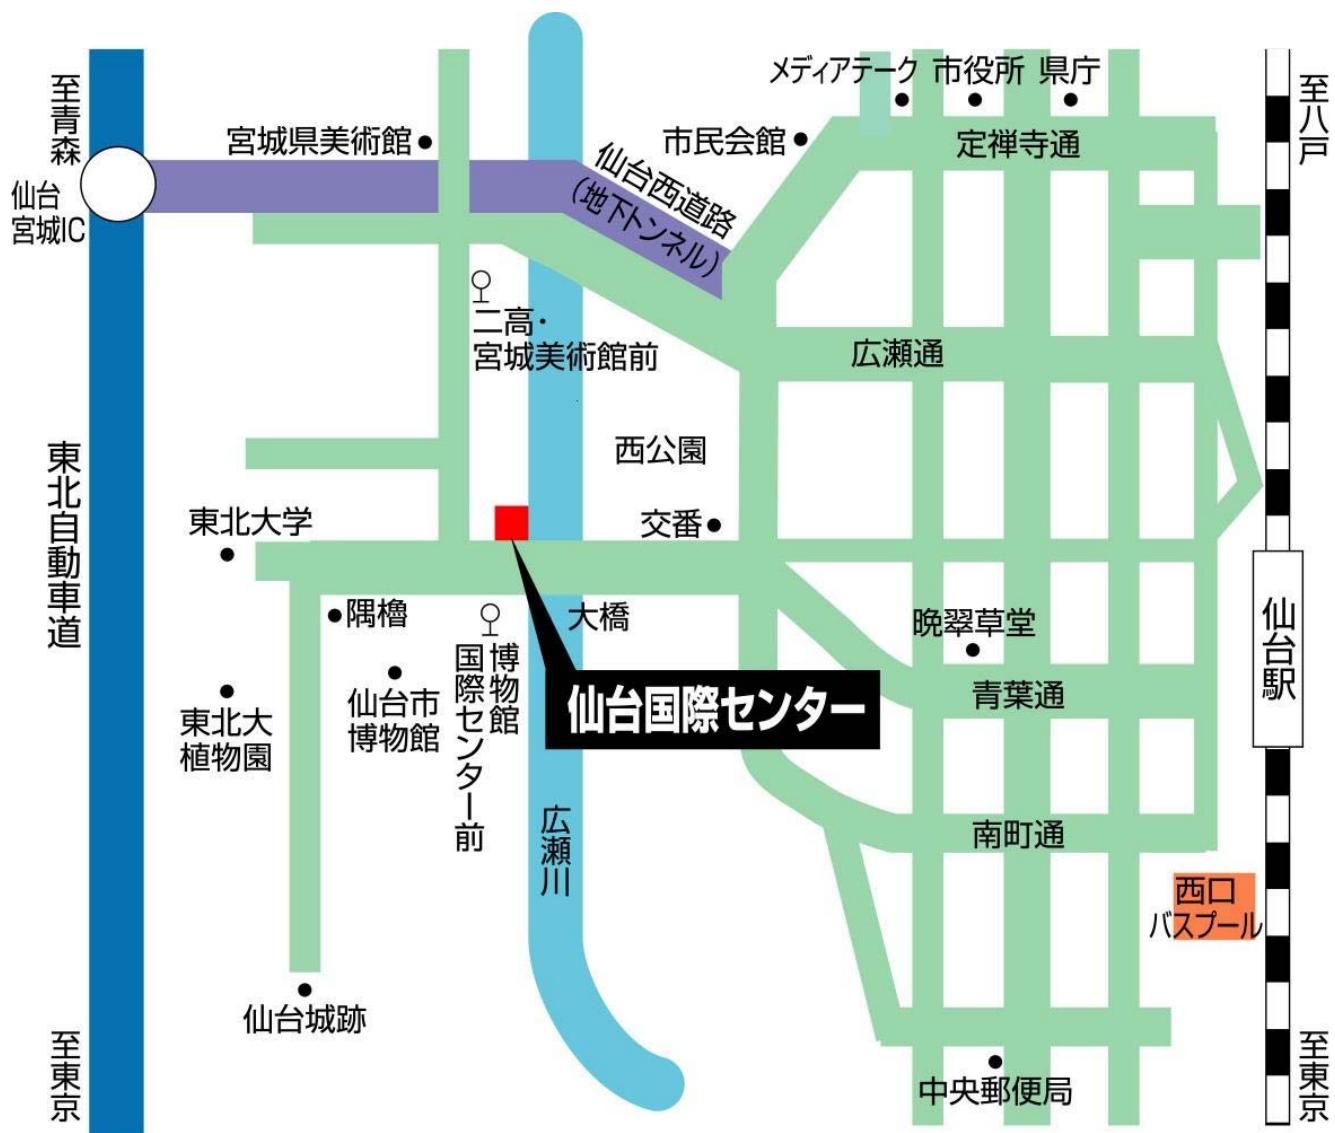 メディアテーク
市役所
県庁
至青森
至八戸
宮城県美術館
市民会館
定禅寺通
仙台西道路
(地下トンネル)
仙台
宮城IC
二高・
宮城美術館前
広瀬通
西公園
東北自動車道
東北大学
交番
隅櫓
大橋
晩翠草堂
仙台駅
博物館
国際センター前
仙台市
博物館
東北大
植物園
仙台国際センター
青葉通
広瀬川
南町通
西口
バスプール
仙台城跡
至東京
中央郵便局
至東京